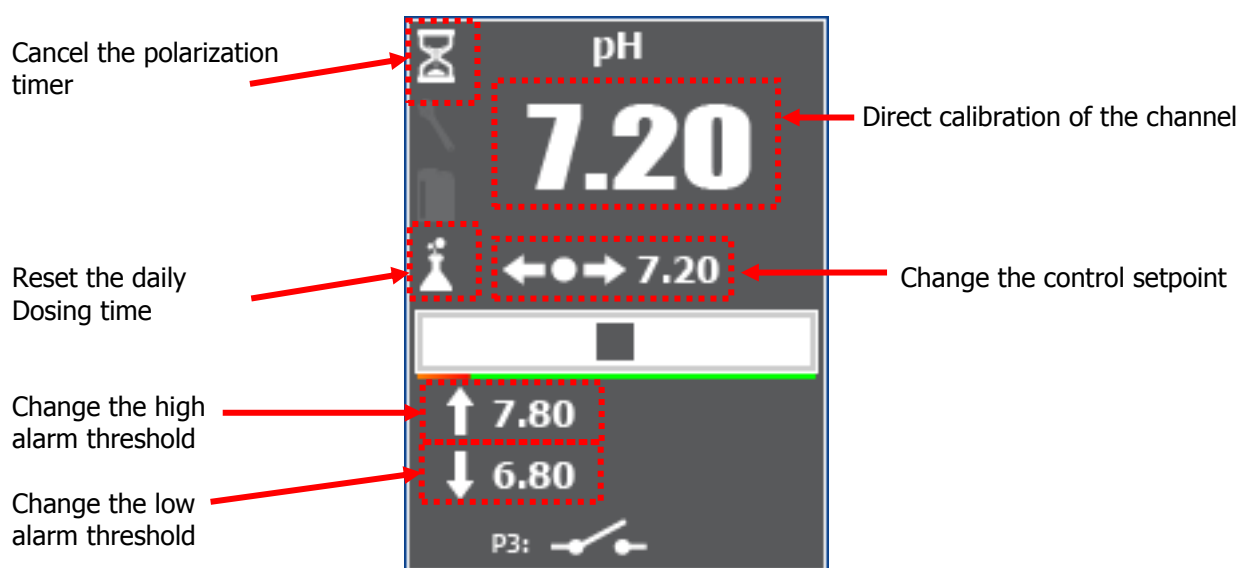 Cancel the polarization
timer
pH
7.20
Direct calibration of the channel
Reset the daily
Dosing time
7.20
Change the control setpoint
Change the high
alarm threshold
7.80
Change the low
alarm threshold
6.80
P3: